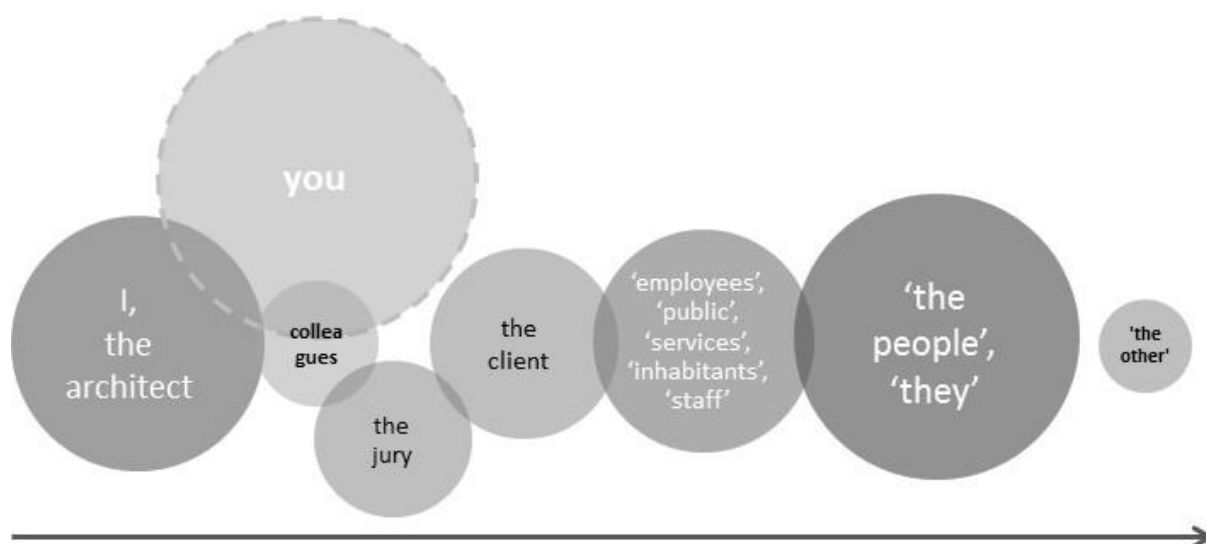 you
I,
the
architect
collea
gues
the
jury
the
client
‘employees’,
‘public’,
‘services’,
‘inhabitants’,
‘staff’
‘the
people’,
‘they’
'the
other'